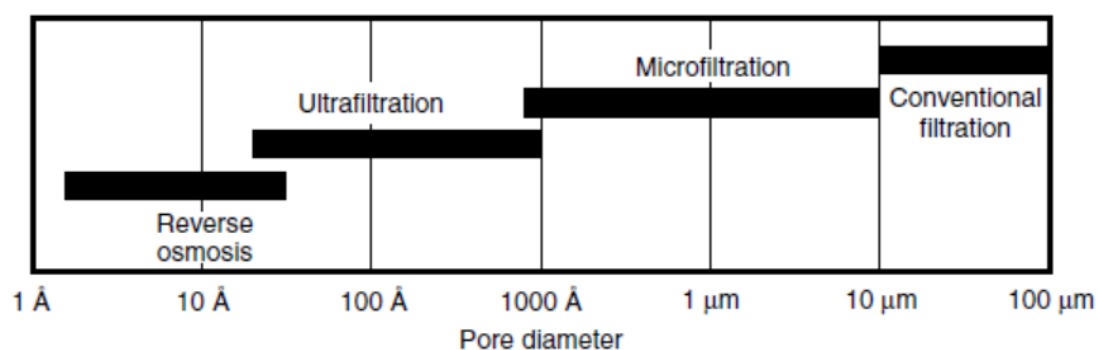 Microfiltration
Ultrafiltration
Conventional
filtration
Reverse
osmosis
1 Å
10 Å
100 Å
1000 Å
1 μm
10 μm
100 μm
Pore diameter